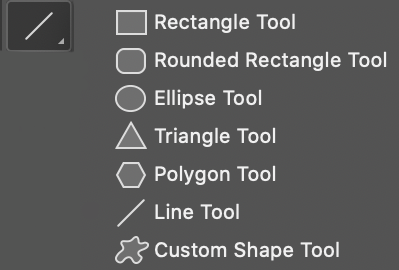 Rectangle Tool
Rounded Rectangle Tool
Ellipse Tool
Triangle Tool
Polygon Tool
Line Tool
Custom Shape Tool